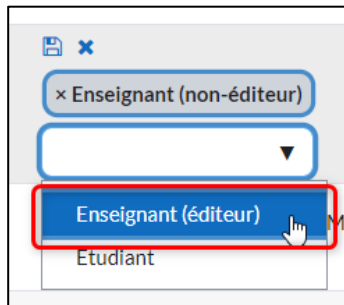 × Enseignant (non-éditeur)
▼
Enseignant (éditeur)
M
Etudiant